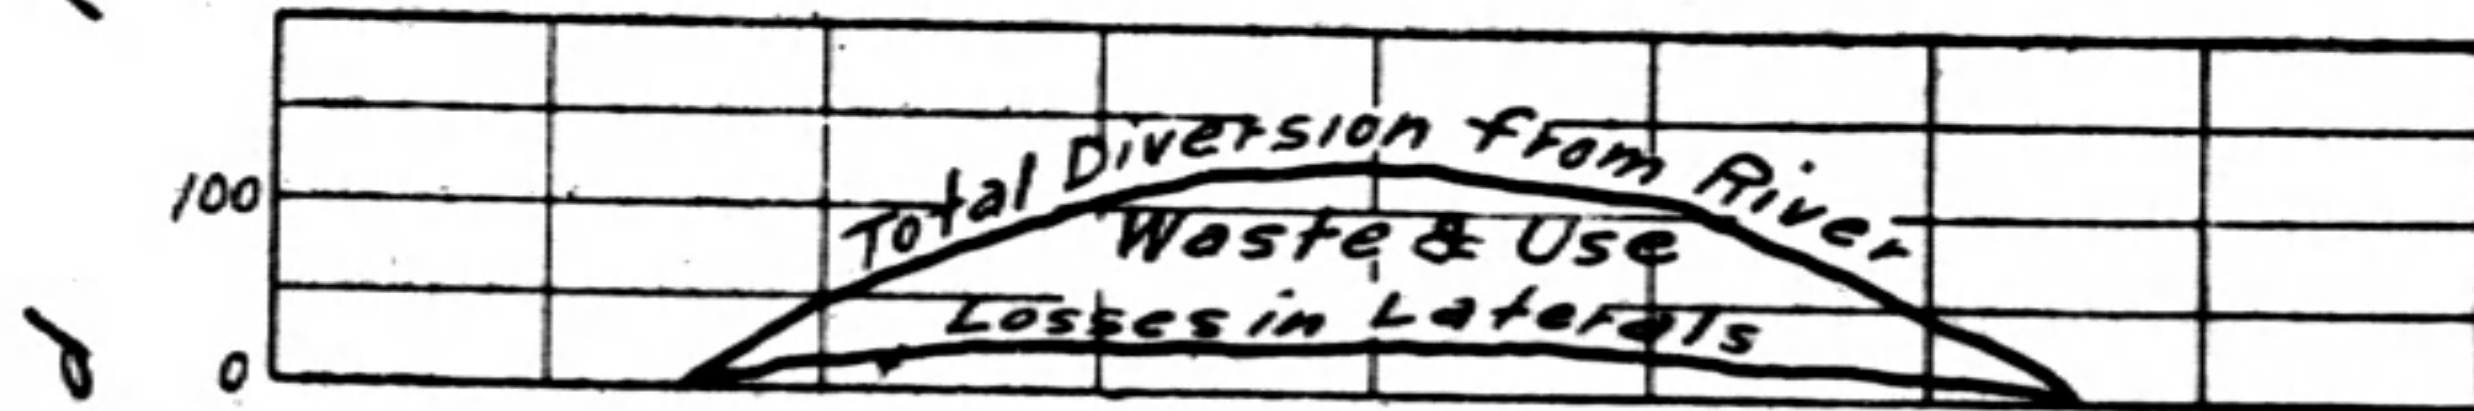 Total Diversion from River
100
Waste & Use
Losses in Laterals
0